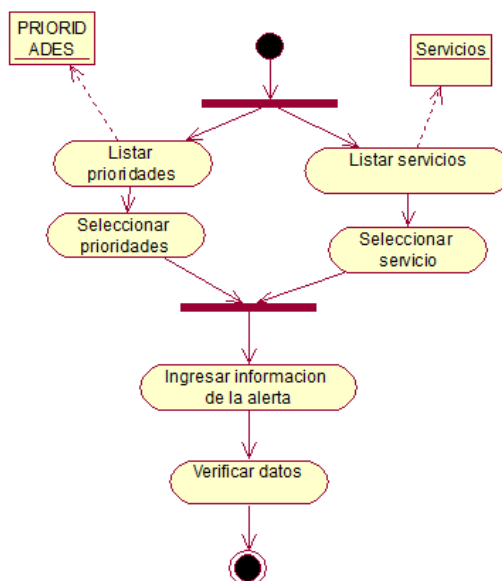 PRIORID
ADES
Servicios
Listar
prioridades
Listar servicios
Seleccionar
prioridades
Seleccionar
servicio
Ingresar informacion
de la alerta
Verificar datos